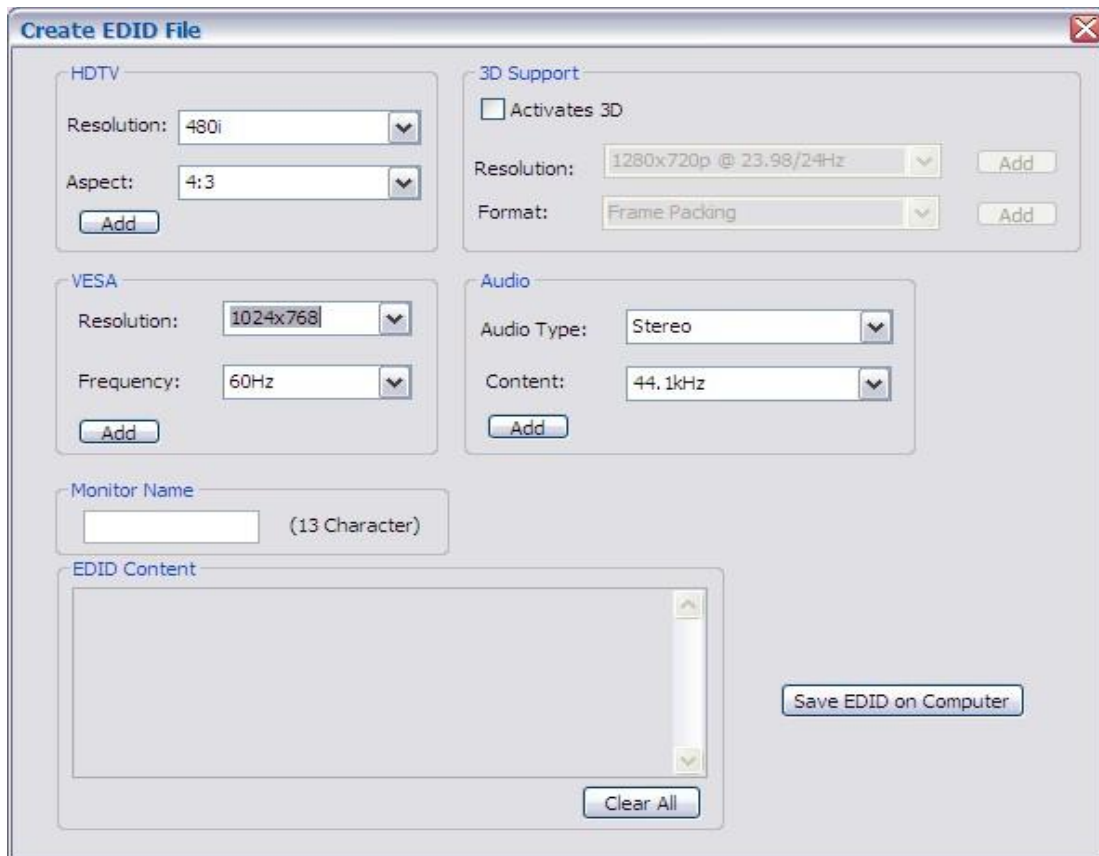 Create EDID File
HDTV
Resolution: 480i
Aspect: 4:3
Add
3D Support
Activates 3D
Resolution: 1280x720p @ 23.98/24Hz Add
Format: Frame Packing Add
VESA
Resolution: 1024x768
Frequency: 60Hz
Add
Audio
Audio Type: Stereo
Content: 44.1kHz
Add
Monitor Name
(13 Character)
EDID Content
Save EDID on Computer
Clear All